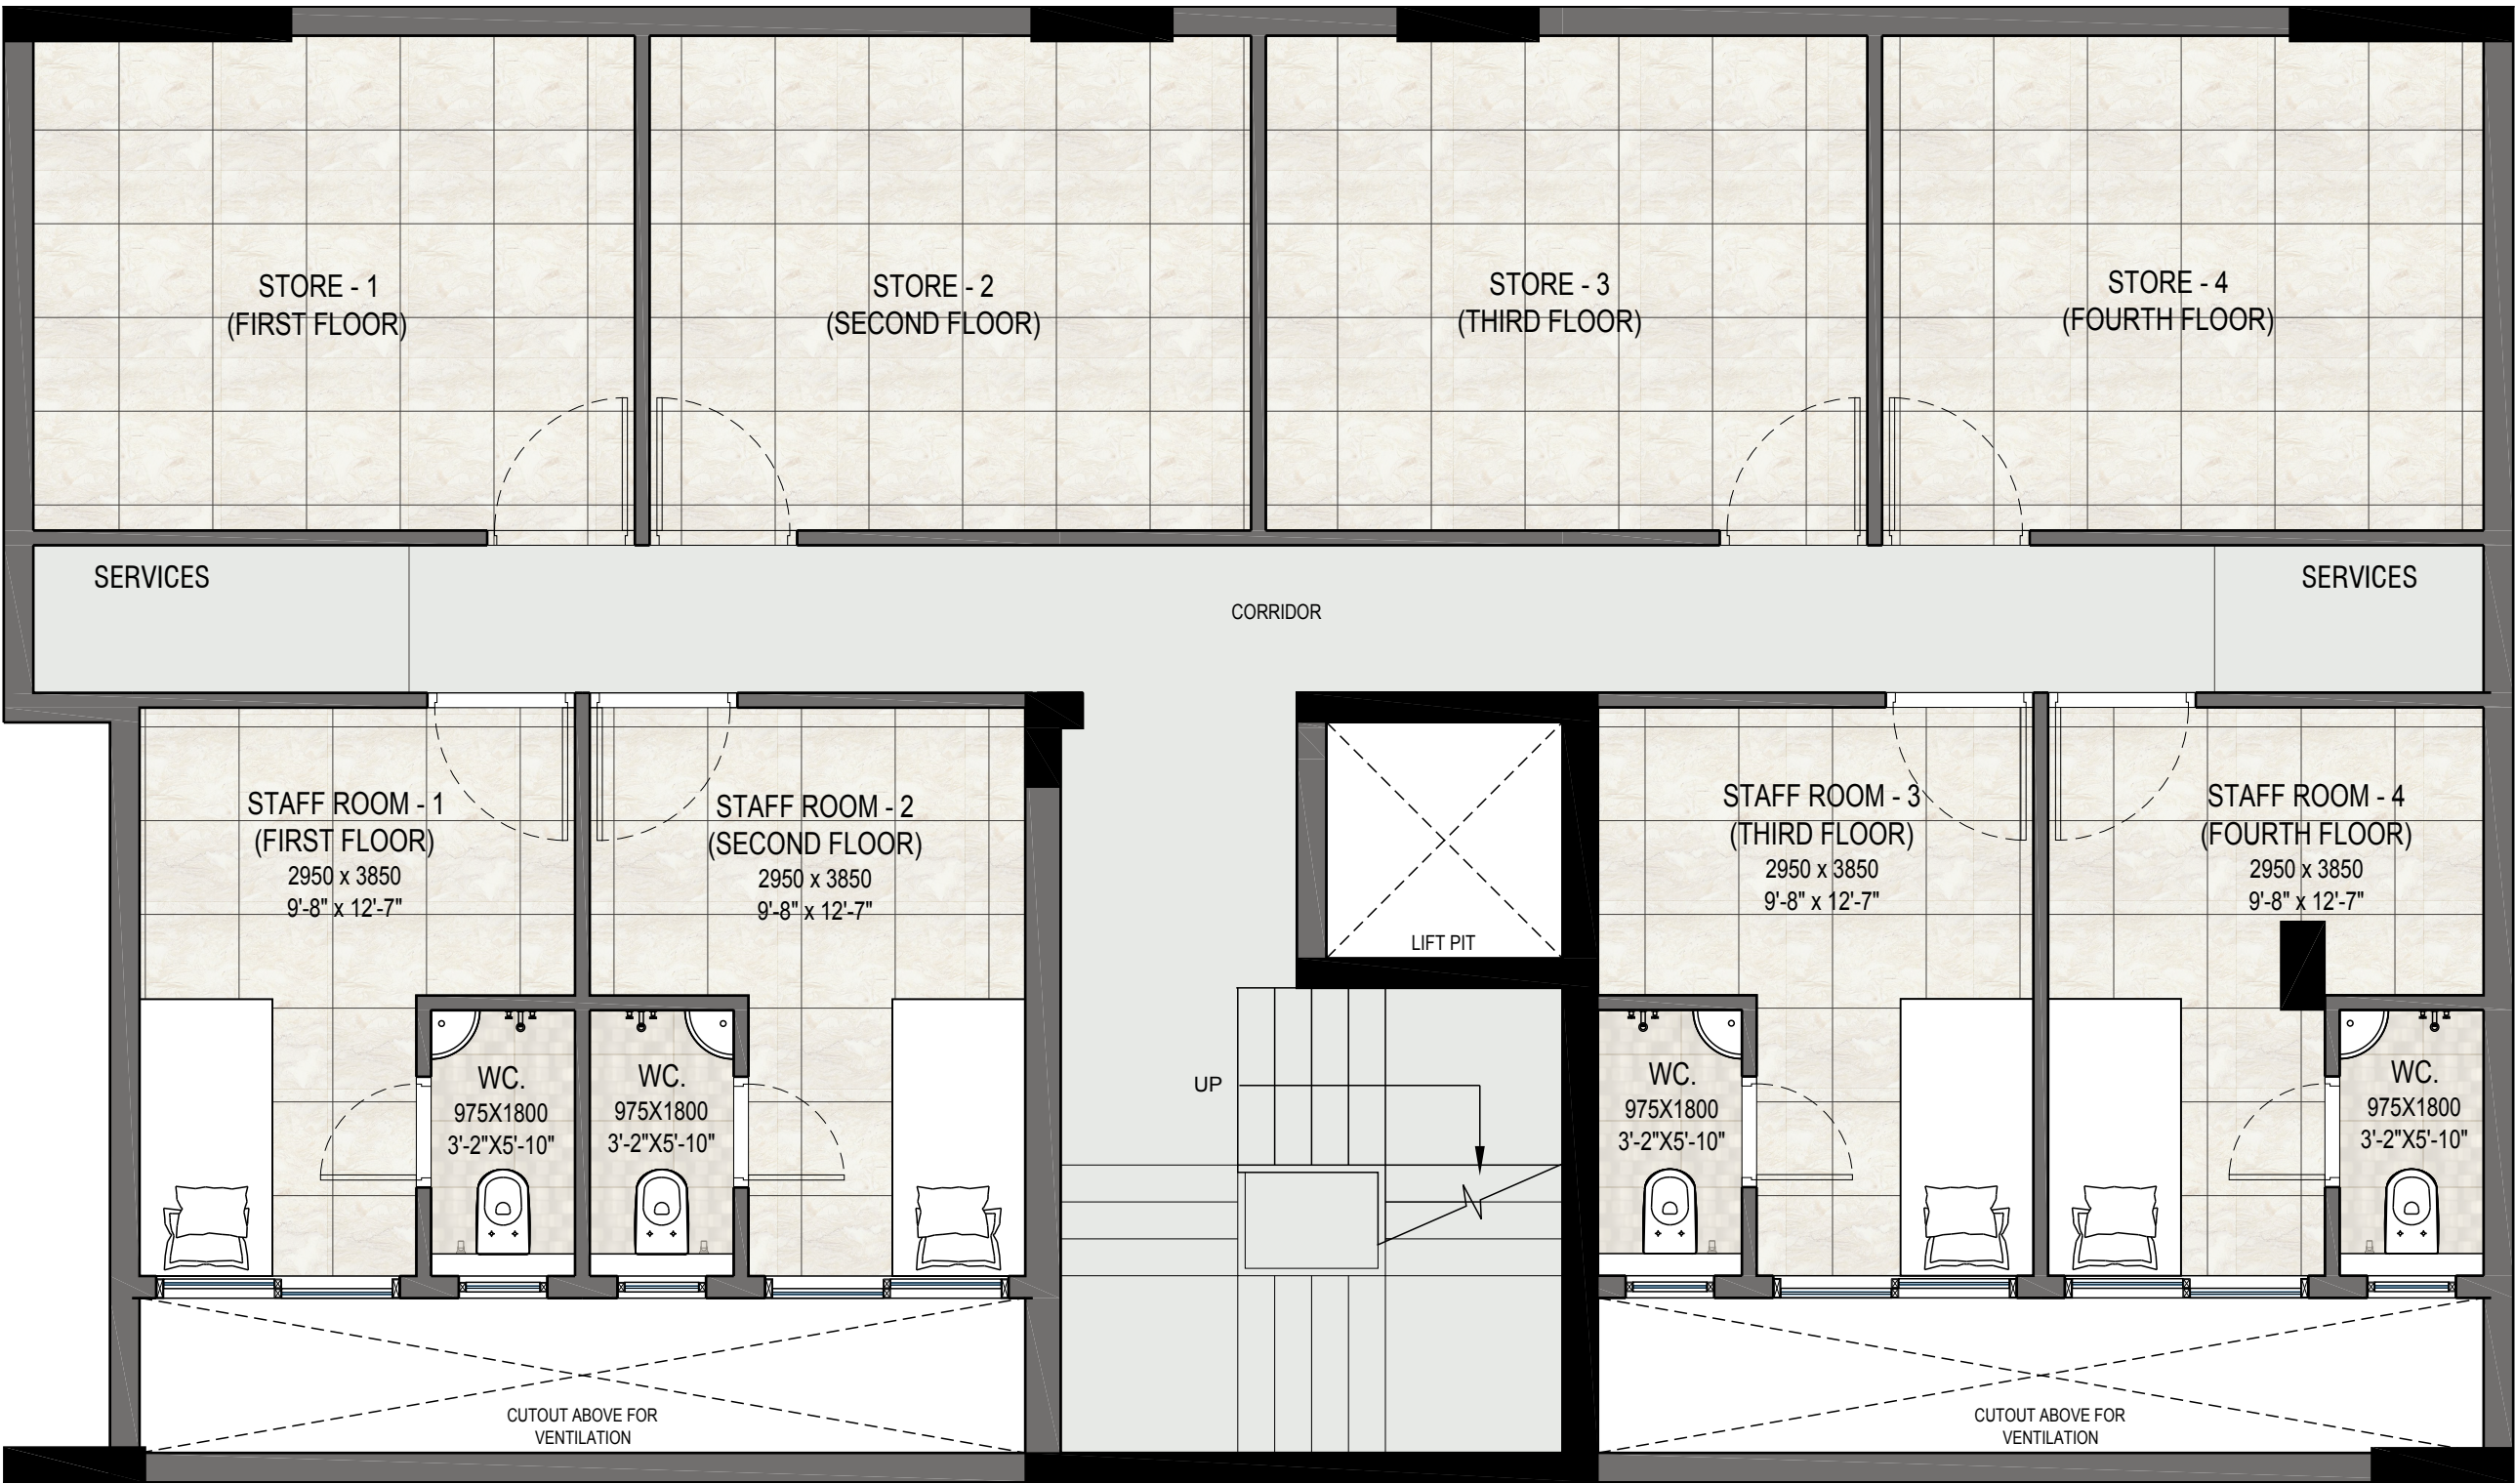 STORE - 1
(FIRST FLOOR)
STORE - 2
(SECOND FLOOR)
STORE - 3
(THIRD FLOOR)
STORE - 4
(FOURTH FLOOR)
SERVICES
CORRIDOR
SERVICES
STAFF ROOM - 1
(FIRST FLOOR)
2950 x 3850
9'-8" x 12'-7"
STAFF ROOM - 2
(SECOND FLOOR)
2950 x 3850
9'-8" x 12'-7"
LIFT PIT
STAFF ROOM - 3
(THIRD FLOOR)
2950 x 3850
9'-8" x 12'-7"
STAFF ROOM - 4
(FOURTH FLOOR)
2950 x 3850
9'-8" x 12'-7"
WC.
975X1800
3'-2"X5'-10"
WC.
975X1800
3'-2"X5'-10"
UP
WC.
975X1800
3'-2"X5'-10"
WC.
975X1800
3'-2"X5'-10"
CUTOUT ABOVE FOR
VENTILATION
CUTOUT ABOVE FOR
VENTILATION